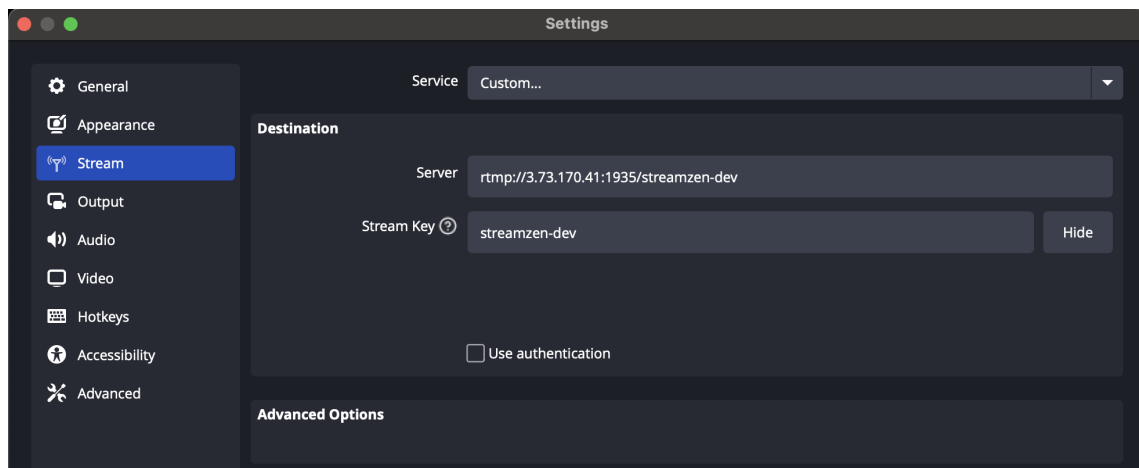 Settings
General
Appearance
Stream
Output
Audio
Video
Hotkeys
Accessibility
Advanced
Service
Custom...
Destination
Server
rtmp://3.73.170.41:1935/streamzen-dev
Stream Key ?
streamzen-dev
Hide
Use authentication
Advanced Options